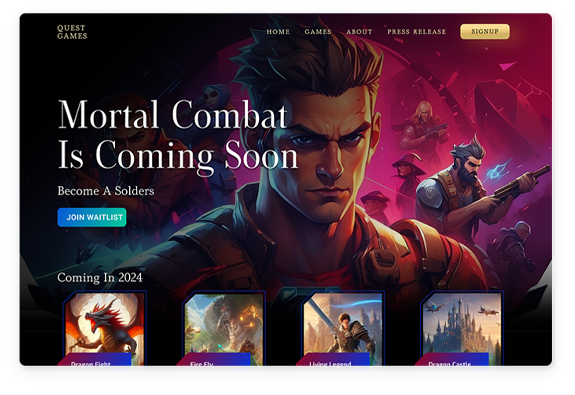 QUEST
GAMES
HOME GAMES ABOUT PRESS RELEASE SIGNUP
Mortal Combat
Is Coming Soon
Become A Solders
JOIN WAITLIST
Coming In 2024
Dragon Fight Fire Fly Living Legend Dragon Castle